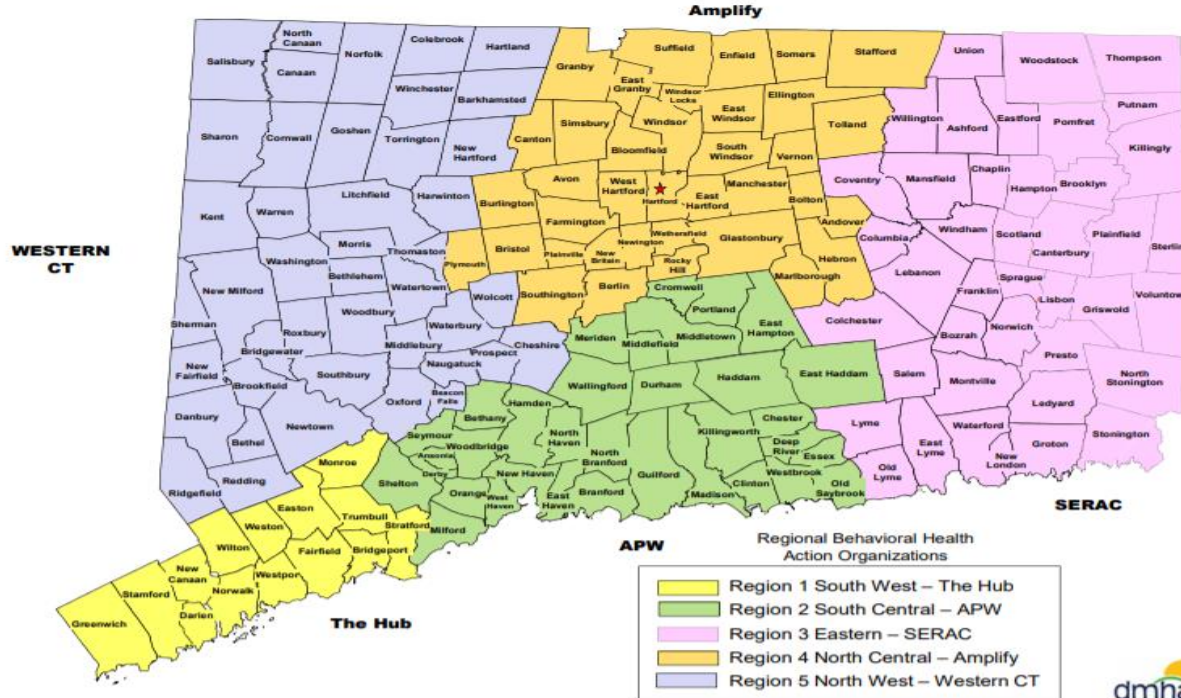 Amplify
North
Canaan
Colebrook
Hartland
Suffield
Enfield
Somers
Stafford
Union
Woodstock
Thompson
Salisbury
Norfolk
Canaan
Granby
East
Granby
Windsor
Locks
Winchester
Barkhamsted
Ellington
East
Windsor
Putnam
Sharon
Cornwall
Goshen
Torrington
New
Hartford
Canton
Simsbury
Windsor
Bloomfield
South
Windsor
Vernon
Tolland
Willington
Ashford
Eastford
Pomfret
Killingly
Litchfield
Harwinton
Avon
West
Hartford
Hartford
East
Hartford
Manchester
Bolton
Coventry
Mansfield
Chaplin
Hampton
Brooklyn
Kent
Warren
Burlington
Farmington
Andover
WESTERN
CT
Morris
Washington
Bethlehem
Thomaston
Watertown
Plymouth
Bristol
Plainville
New
Britain
Newington
Wethersfield
Rocky
Hill
Glastonbury
Hebron
Marlborough
Columbia
Windham
Scotland
Canterbury
Plainfield
Sterlin
Lebanon
New Milford
Woodbury
Wolcott
Southington
Berlin
Cromwell
Portland
East
Hampton
Franklin
Sprague
Lisbon
Griswold
Voluntow
Sherman
Roxbury
Bridgewater
Waterbury
Middlebury
Prospect
Naugatuck
Cheshire
Meriden
Middlefield
Middletown
Colchester
Bozrah
Norwich
Presto
New
Fairfield
Brookfield
Southbury
Oxford
Beacon
Falls
Wallingford
Durham
Haddam
East Haddam
Salem
Montville
North
Stonington
Danbury
Bethel
Newtown
Hamden
Bethany
Seymour
Woodbridge
Ansonia
Derby
North
Haven
North
Branford
Killingworth
Chester
Deep
River
Essex
Lyme
East
Lyme
Waterford
New
London
Ledyard
Groton
Stonington
Redding
Ridgefield
Monroe
Shelton
Orange
New Haven
West
Haven
East
Haven
Branford
Guilford
Madison
Clinton
Westbrook
Old
Saybrook
Old
Lyme
Easton
Trumbull
Stratford
Milford
SERAC
Weston
Wilton
Fairfield
Bridgeport
APW
New
Canaan
Westpor
Norwalk
Stamford
Darien
Greenwich
The Hub
Regional Behavioral Health
Action Organizations
Region 1 South West – The Hub
Region 2 South Central – APW
Region 3 Eastern – SERAC
Region 4 North Central – Amplify
Region 5 North West – Western CT
dmha